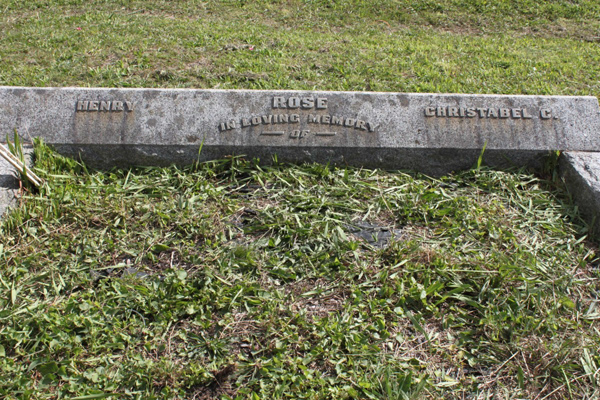 ROSE
IN LOVING MEMORY
OF
HENRY
CHRISTABEL C.